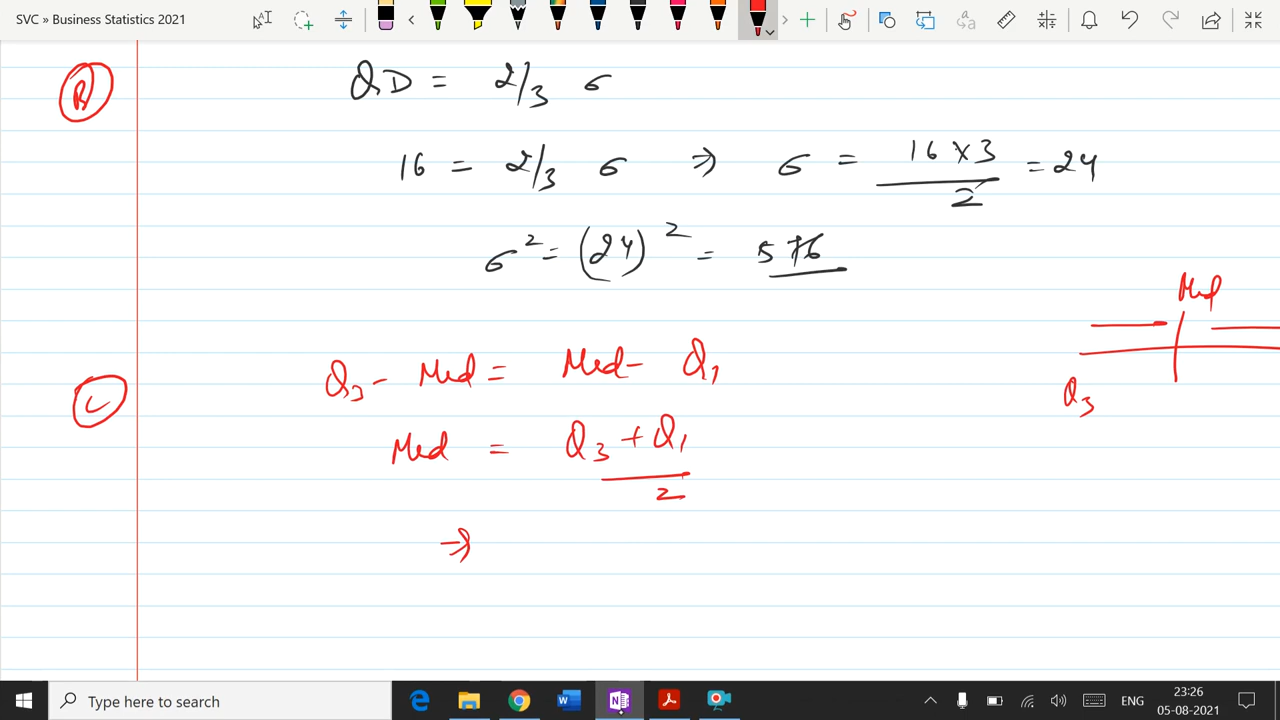 SVC » Business Statistics 2021
B
QD = 2/3 σ
16 = 2/3 σ ⇒ σ = 16 x 3 / 2 = 24
σ² = (24)² = 576
Med
Q3 - Med = Med - Q1
C
Q3
Med = Q3 + Q1 / 2
⇒
Type here to search
ENG
23:26
05-08-2021